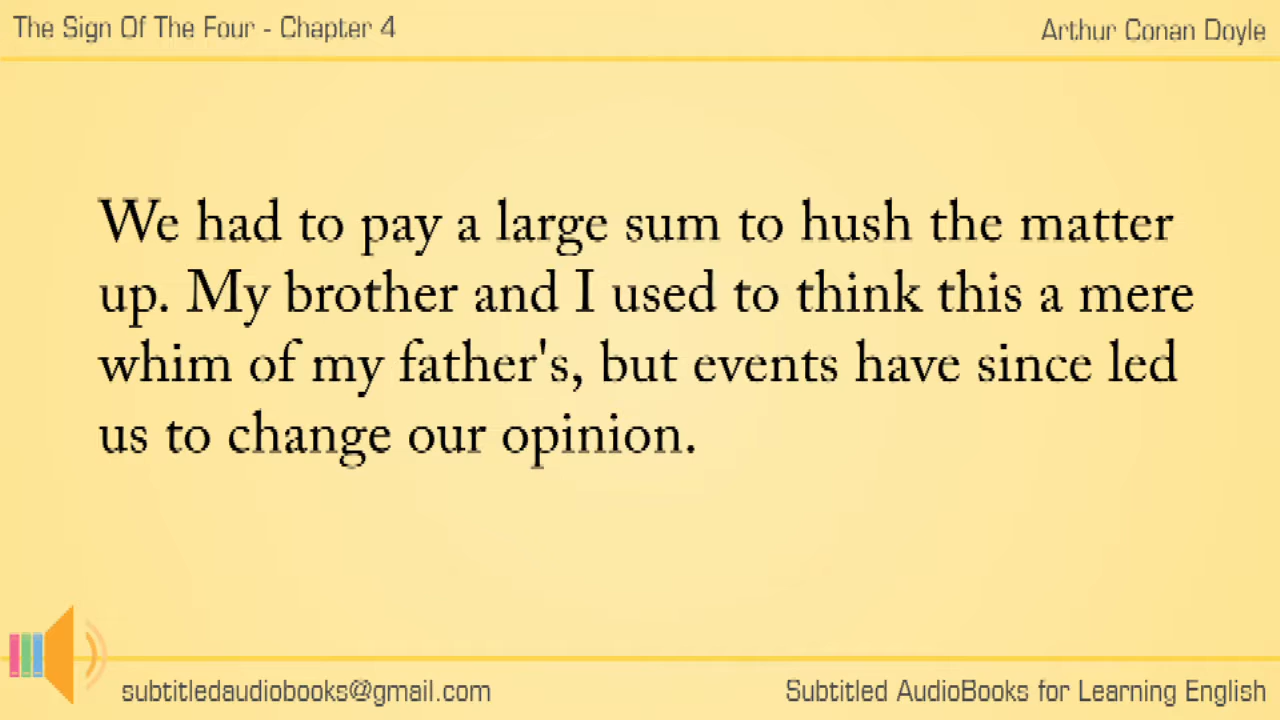 The Sign Of The Four - Chapter 4
Arthur Conan Doyle
We had to pay a large sum to hush the matter
up. My brother and I used to think this a mere
whim of my father's, but events have since led
us to change our opinion.
subtitledaudiobooks@gmail.com
Subtitled AudioBooks for Learning English